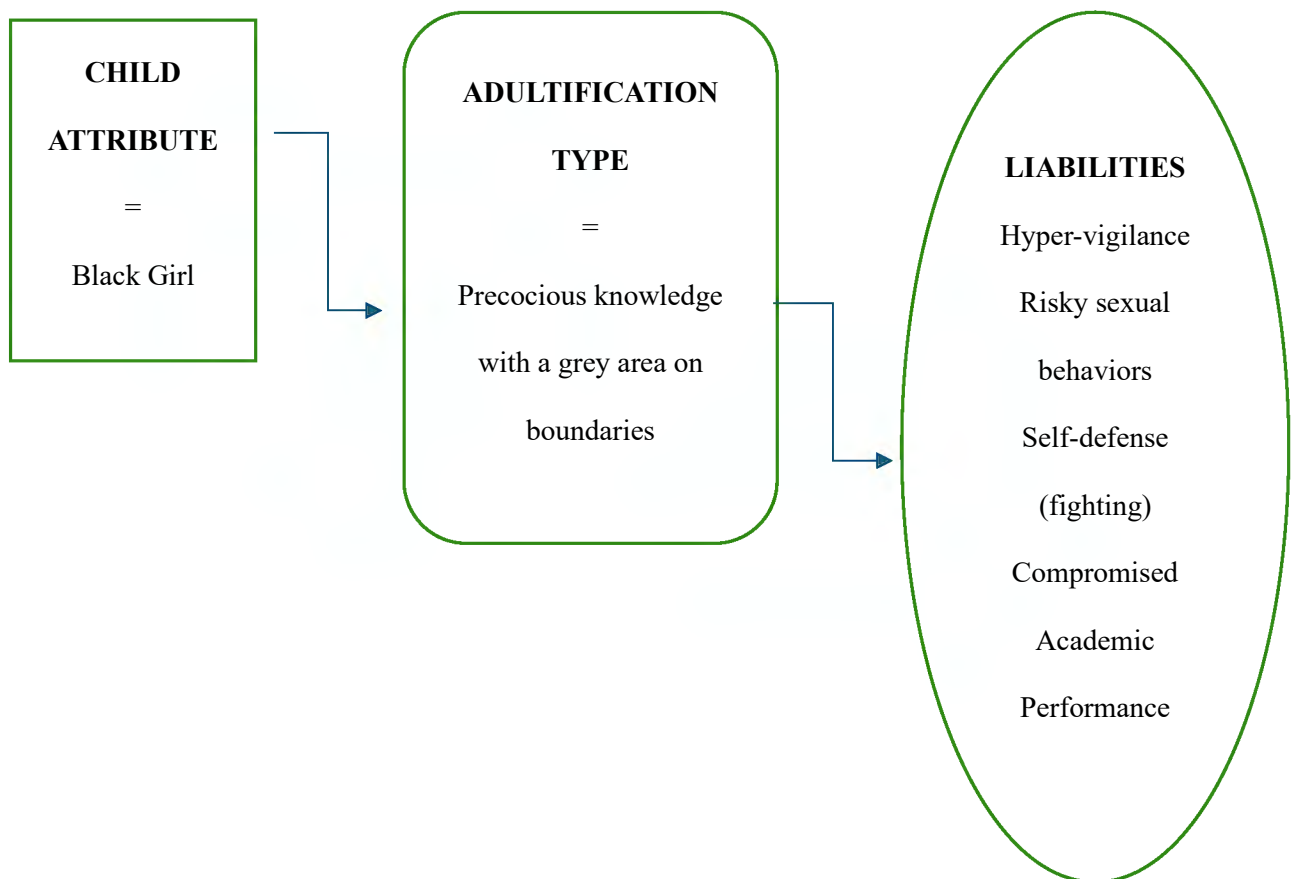 CHILD
ATTRIBUTE
=
Black Girl
ADULTIFICATION
TYPE
=
Precocious knowledge
with a grey area on
boundaries
LIABILITIES
Hyper-vigilance
Risky sexual
behaviors
Self-defense
(fighting)
Compromised
Academic
Performance